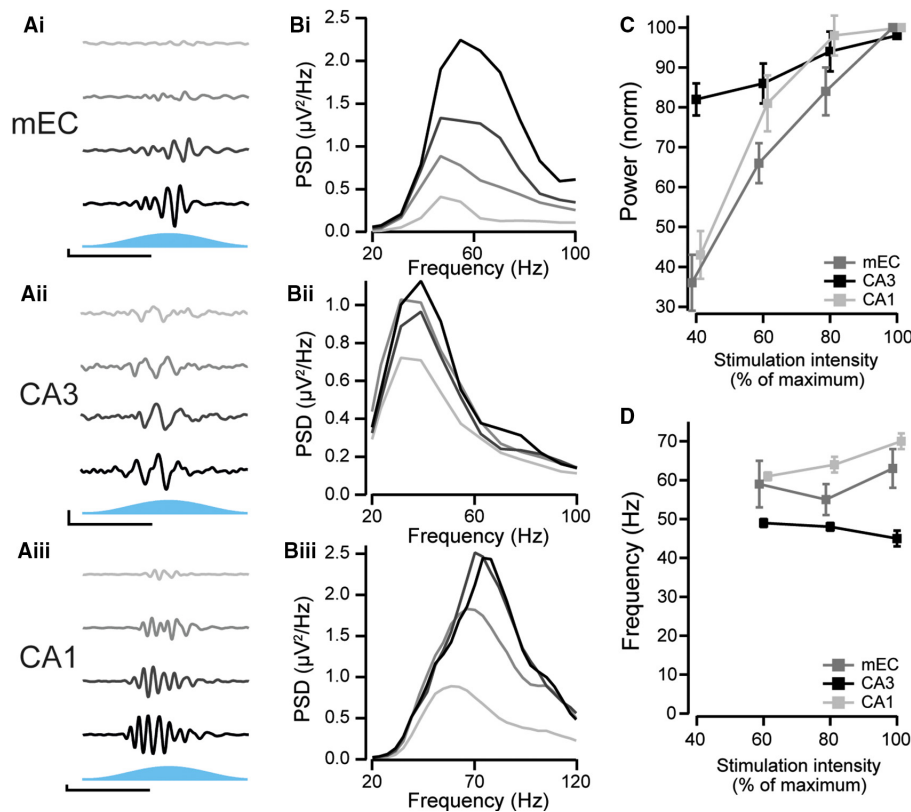 Ai
mEC
Aii
CA3
Aiii
CA1
Bi
PSD (µV²/Hz)
2.5
2.0
1.5
1.0
0.5
0.0
20
60
100
Frequency (Hz)
Bii
PSD (µV²/Hz)
1.0
0.8
0.6
0.4
0.2
0.0
20
60
100
Frequency (Hz)
Biii
PSD (µV²/Hz)
2.5
2.0
1.5
1.0
0.5
0.0
20
70
120
Frequency (Hz)
C
Power (norm)
100
90
80
70
60
50
40
30
mEC
CA3
CA1
40
60
80
100
Stimulation intensity
(% of maximum)
D
Frequency (Hz)
70
60
50
40
30
20
10
0
mEC
CA3
CA1
40
60
80
100
Stimulation intensity
(% of maximum)